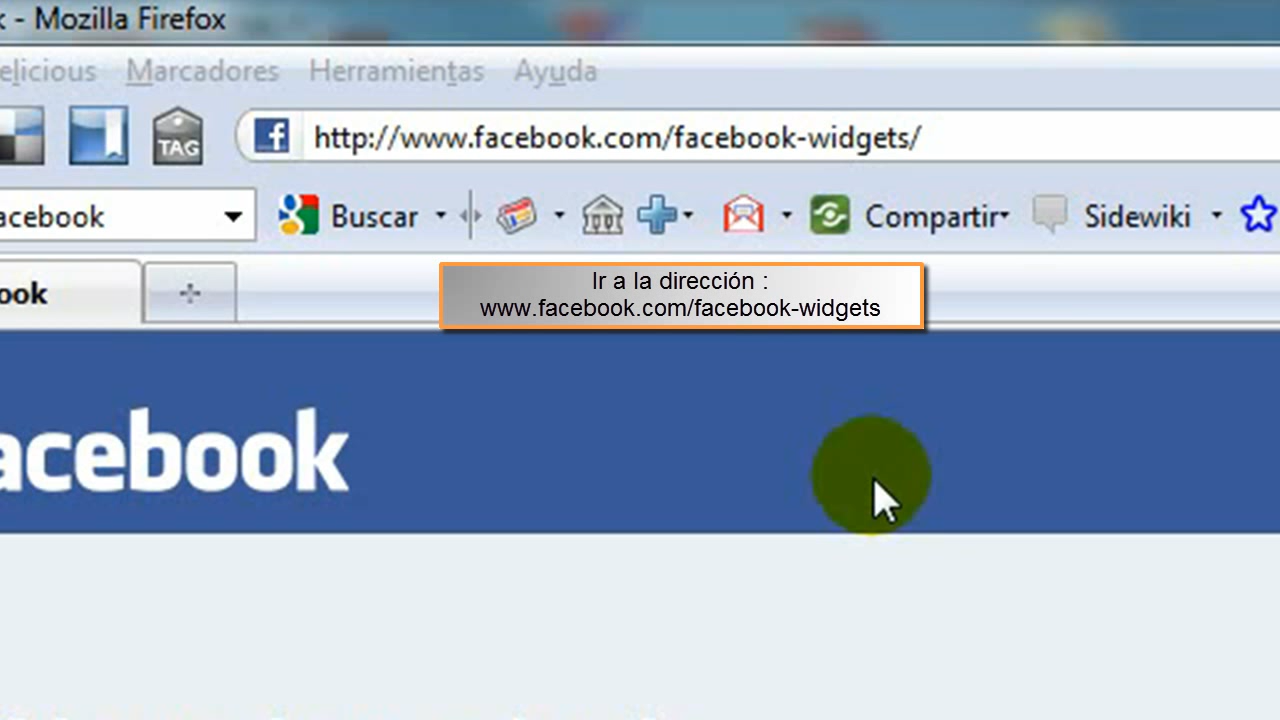 - Mozilla Firefox
elicious Marcadores Herramientas Ayuda
TAG http://www.facebook.com/facebook-widgets/
acebook Buscar Compartir Sidewiki
ook
Ir a la dirección :
www.facebook.com/facebook-widgets
acebook